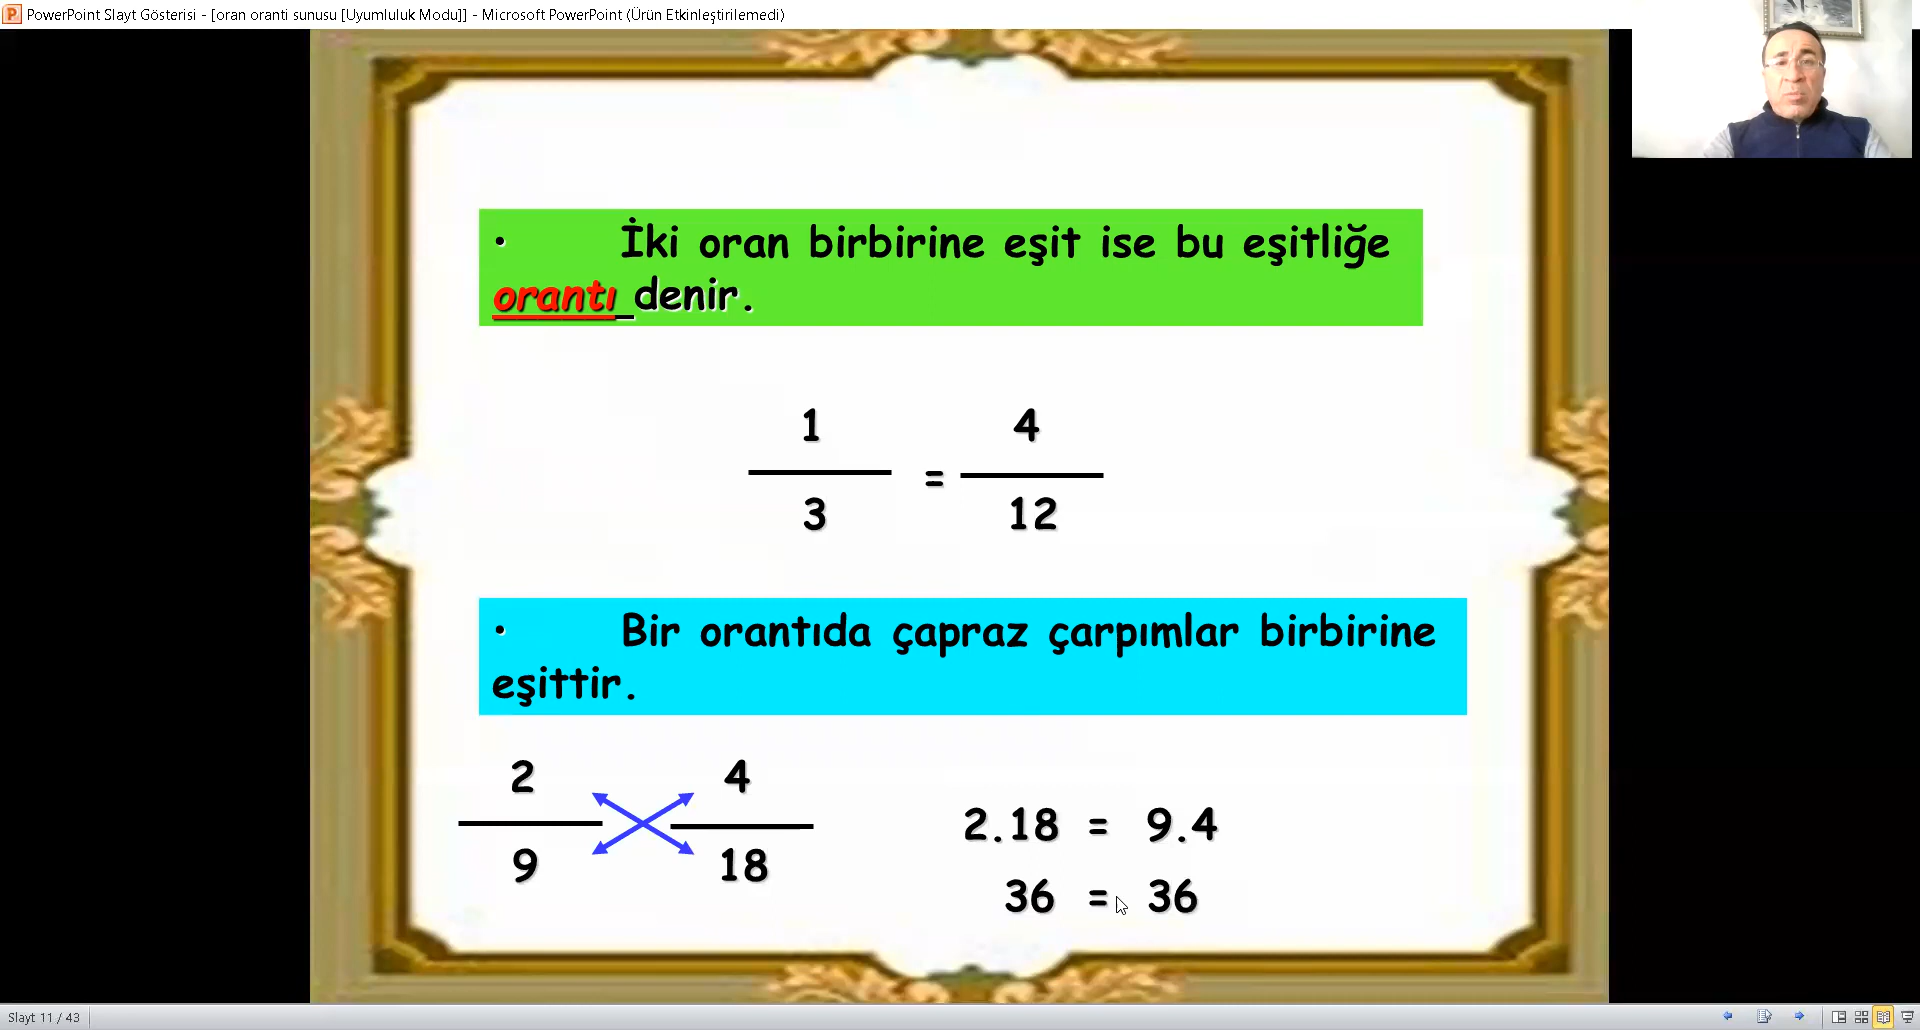 PowerPoint Slayt Gösterisi - [oran oranti sunusu [Uyumluluk Modu]] - Microsoft PowerPoint (Ürün Etkinleştirilemedi)
• İki oran birbirine eşit ise bu eşitliğe
orantı denir.
1 4
=
3 12
• Bir orantıda çapraz çarpımlar birbirine
eşittir.
2 4
9 18
2.18 = 9.4
36 = 36
Slayt 11 / 43